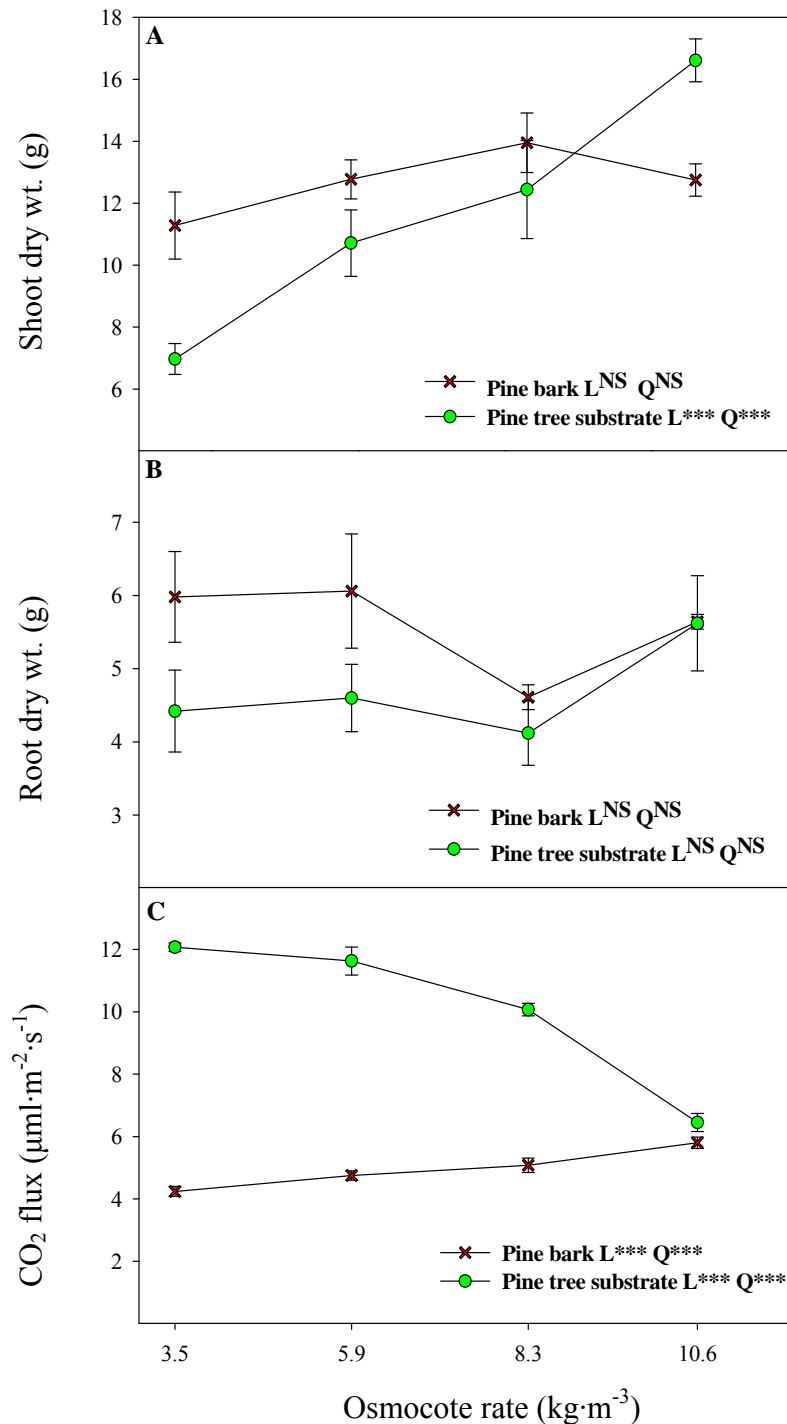 A
Shoot dry wt. (g)
18
16
14
12
10
8
6
Pine bark L^NS Q^NS
Pine tree substrate L*** Q***
B
Root dry wt. (g)
7
6
5
4
3
Pine bark L^NS Q^NS
Pine tree substrate L^NS Q^NS
C
CO₂ flux (µml·m⁻²·s⁻¹)
12
10
8
6
4
2
Pine bark L*** Q***
Pine tree substrate L*** Q***
3.5 5.9 8.3 10.6
Osmocote rate (kg·m⁻³)